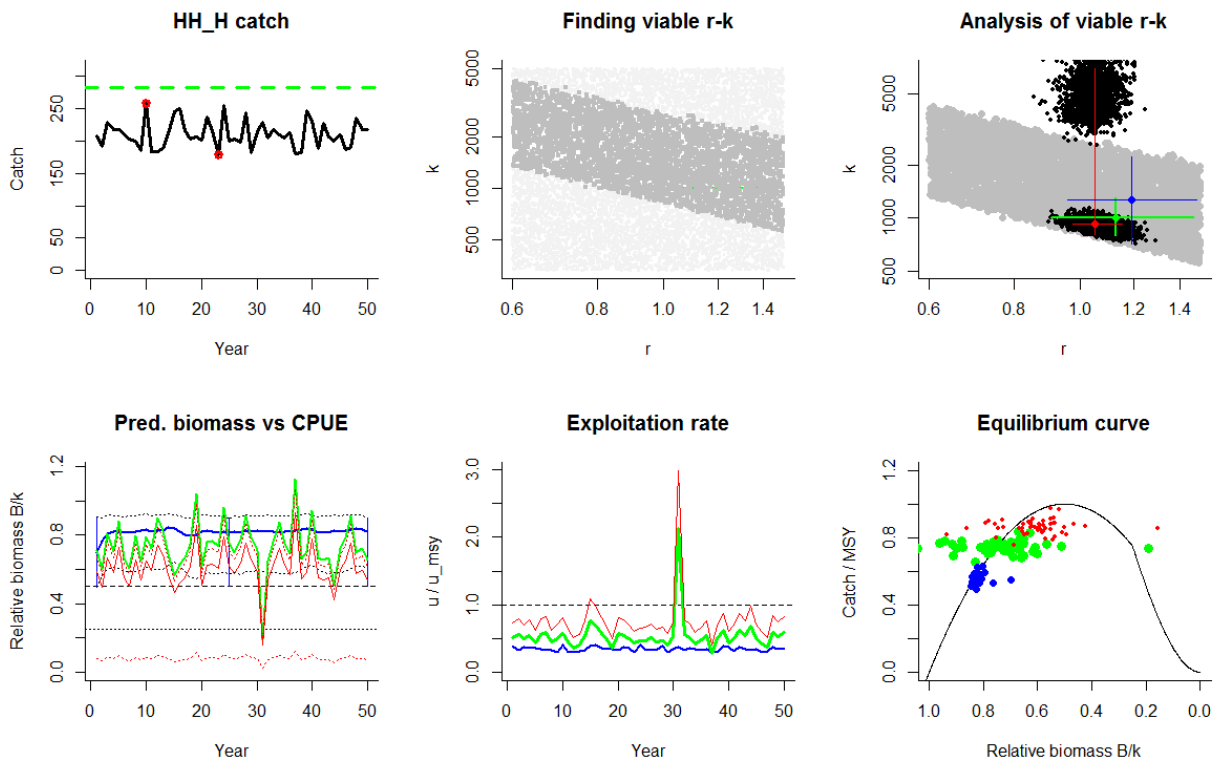 HH_H catch
Catch
0
50
150
250
0 10 20 30 40 50
Year
Finding viable r-k
k
500
1000
2000
5000
0.6 0.8 1.0 1.2 1.4
r
Analysis of viable r-k
k
500
1000
2000
5000
0.6 0.8 1.0 1.2 1.4
r
Pred. biomass vs CPUE
Relative biomass B/k
0.0
0.4
0.8
1.2
0 10 20 30 40 50
Year
Exploitation rate
u / u_msy
0.0
1.0
2.0
3.0
0 10 20 30 40 50
Year
Equilibrium curve
Catch / MSY
0.0
0.4
0.8
1.2
1.0 0.8 0.6 0.4 0.2 0.0
Relative biomass B/k